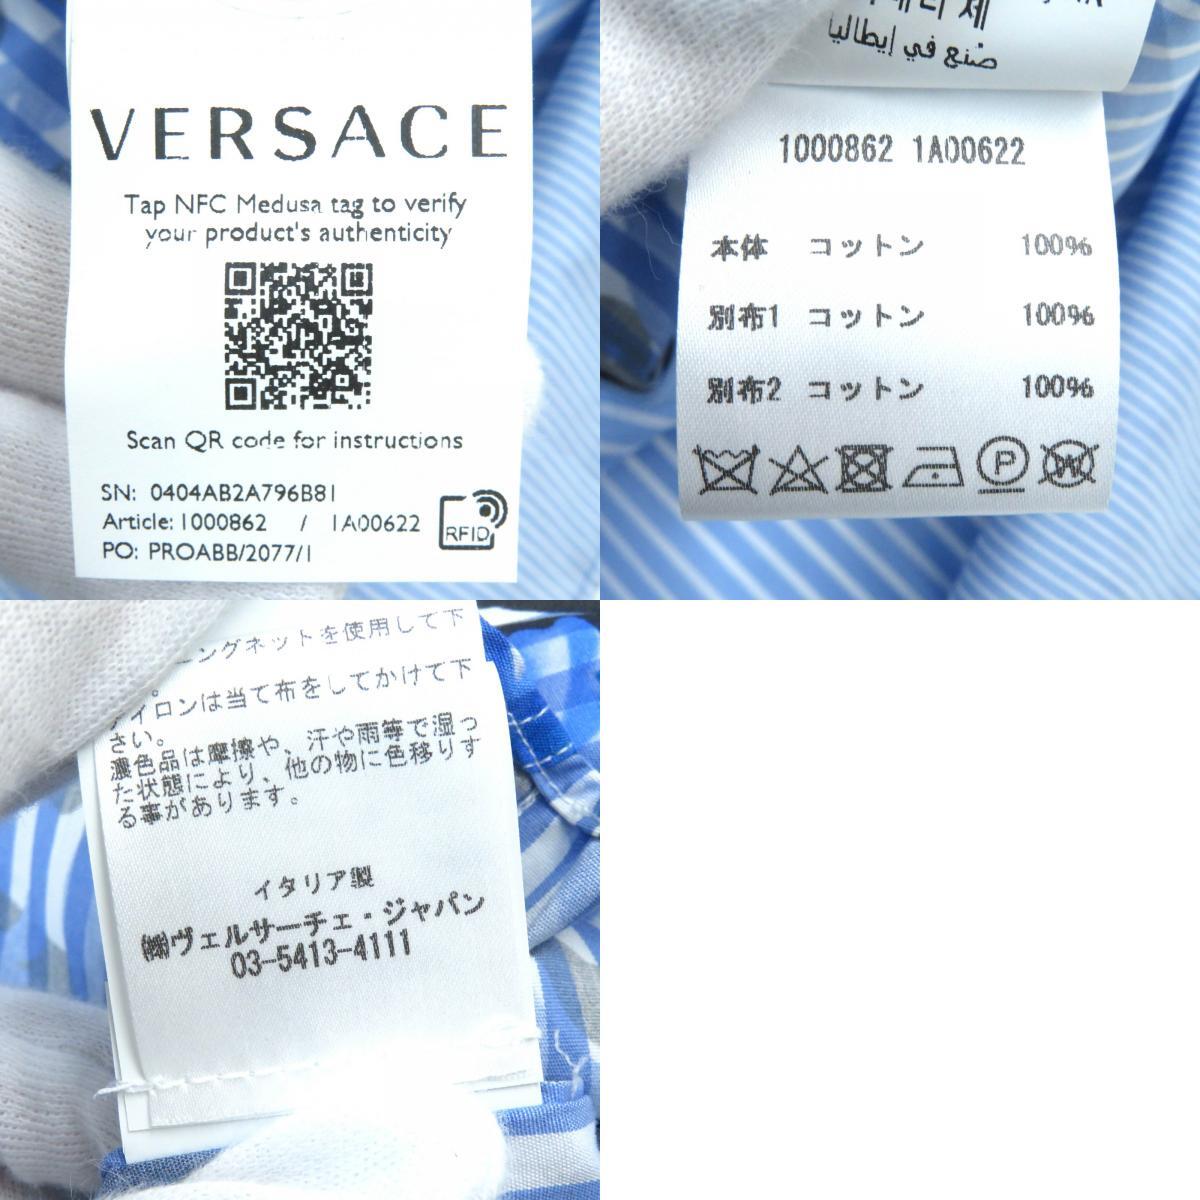 VERSACE
Tap NFC Medusa tag to verify
your product's authenticity
Scan QR code for instructions
SN: 0404AB2A796B81
Article: 1000862 / 1A00622
PO: PROABB/2077/1
RFID
صنع في إيطاليا
1000862 1A00622
本体 コットン 100%
別布1 コットン 100%
別布2 コットン 100%
P
W
ングネットを使用して下
アイロンは当て布をしてかけて下
さい。
濃色品は摩擦や、汗や雨等で湿っ
た状態により、他の物に色移りす
る事があります。
イタリア製
㈱ヴェルサーチェ・ジャパン
03-5413-4111